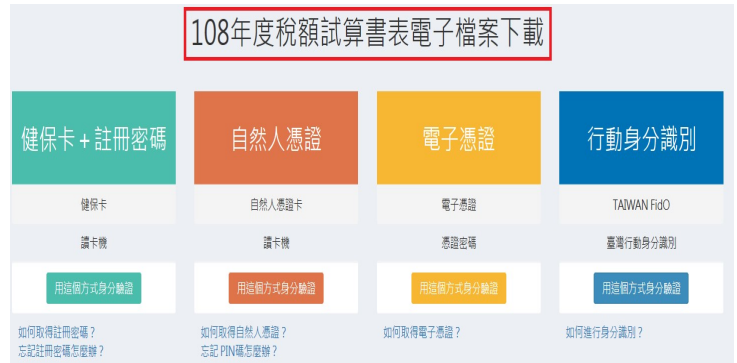 108年度稅額試算書表電子檔案下載
健保卡+註冊密碼
健保卡
讀卡機
用這個方式身分驗證
如何取得註冊密碼？
忘記註冊密碼怎麼辦？
自然人憑證
自然人憑證卡
讀卡機
用這個方式身分驗證
如何取得自然人憑證？
忘記PIN碼怎麼辦？
電子憑證
電子憑證
憑證密碼
用這個方式身分驗證
如何取得電子憑證？
行動身分識別
TAIWAN FidO
臺灣行動身分識別
用這個方式身分驗證
如何進行身分識別？